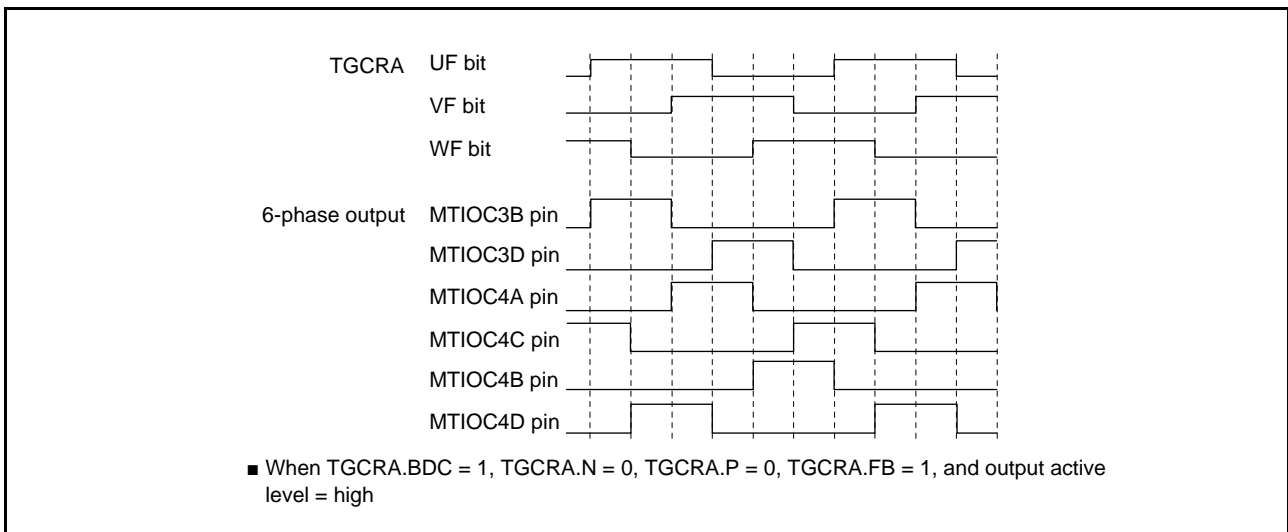 TGCRA UF bit
VF bit
WF bit
6-phase output MTIOC3B pin
MTIOC3D pin
MTIOC4A pin
MTIOC4C pin
MTIOC4B pin
MTIOC4D pin
■ When TGCRA.BDC = 1, TGCRA.N = 0, TGCRA.P = 0, TGCRA.FB = 1, and output active
level = high